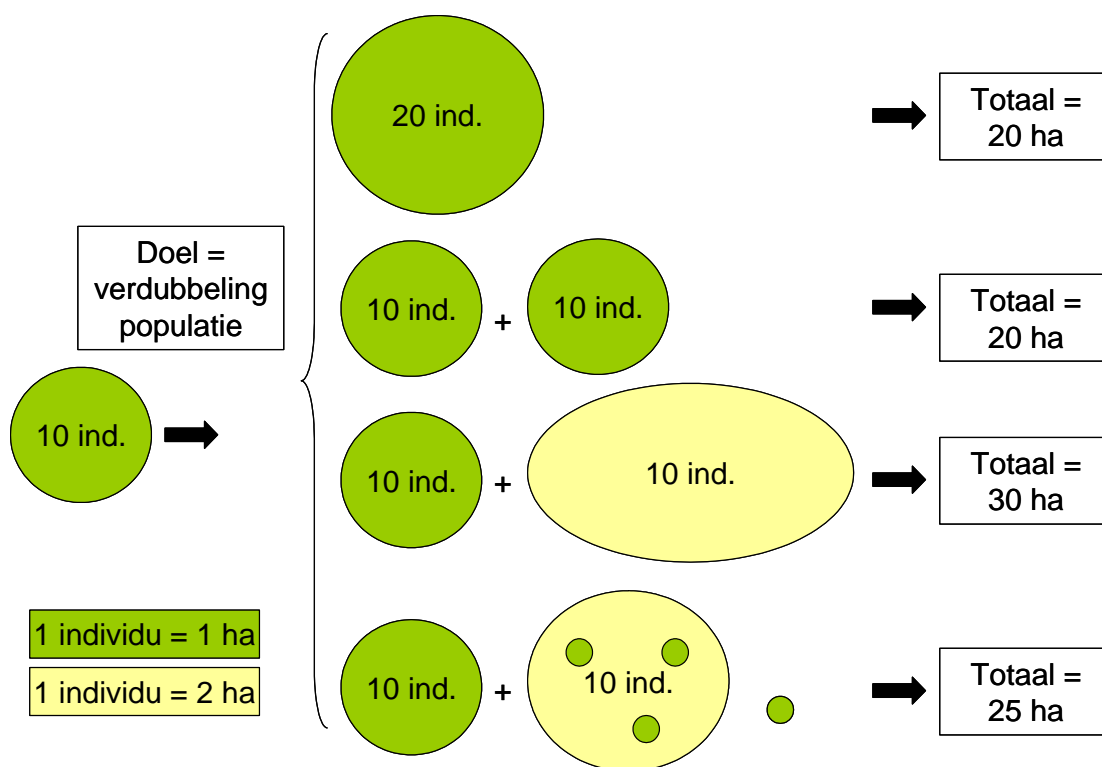 20 ind.
Totaal =
20 ha
Doel =
verdubbeling
populatie
10 ind.
+
10 ind.
Totaal =
20 ha
10 ind.
10 ind.
+
10 ind.
Totaal =
30 ha
1 individu = 1 ha
1 individu = 2 ha
10 ind.
+
10 ind.
Totaal =
25 ha